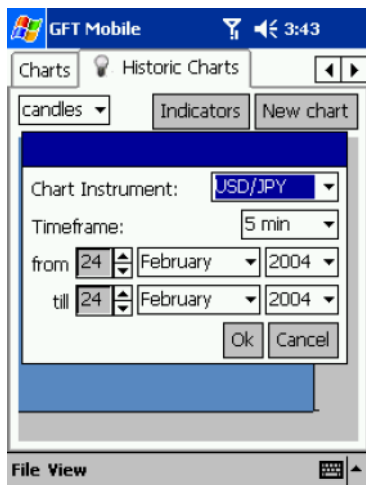 GFT Mobile 3:43
Charts Historic Charts
candles Indicators New chart
Chart Instrument: USD/JPY
Timeframe: 5 min
from 24 February 2004
till 24 February 2004
Ok Cancel
File View